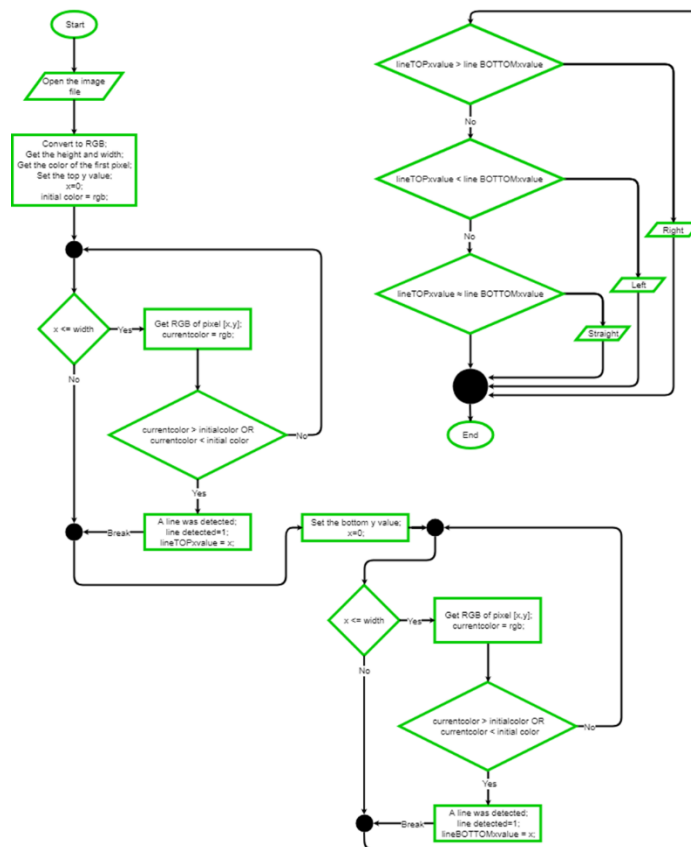 Start
Open the image
file
Convert to RGB;
Get the height and width;
Get the color of the first pixel;
Set the top y value;
x=0;
initial color = rgb;
x <= width
Yes
Get RGB of pixel [x,y];
currentcolor = rgb;
No
currentcolor > initialcolor OR
currentcolor < initial color
No
Yes
A line was detected;
line detected=1;
lineTOPxvalue = x;
Break
Set the bottom y value;
x=0;
x <= width
Yes
Get RGB of pixel [x,y];
currentcolor = rgb;
No
currentcolor > initialcolor OR
currentcolor < initial color
No
Yes
A line was detected;
line detected=1;
lineBOTTOMxvalue = x;
Break
lineTOPxvalue > line BOTTOMxvalue
No
lineTOPxvalue < line BOTTOMxvalue
Right
No
lineTOPxvalue ≈ line BOTTOMxvalue
Left
Straight
End